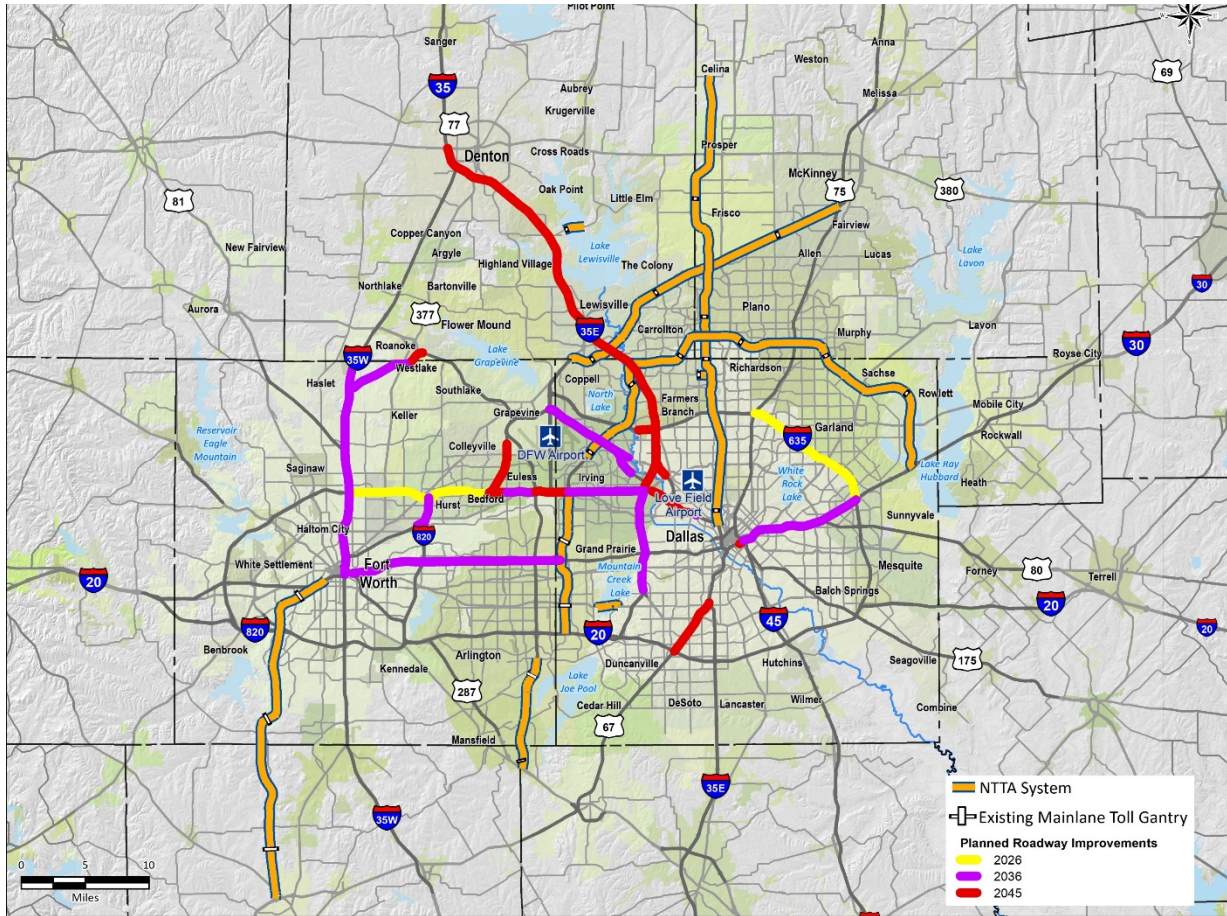 Pilot Point
Sanger
Anna
Weston
Celina
69
35
Aubrey
Melissa
Krugerville
77
Denton
Cross Roads
Prosper
McKinney
Oak Point
75
380
81
Little Elm
Frisco
Copper Canyon
Fairview
New Fairview
Lake
Lewisville
Argyle
Allen
Lucas
Lake
Lavon
Highland Village
The Colony
Northlake
Bartonville
30
Lewisville
Plano
Aurora
377
Flower Mound
35E
Carrollton
Murphy
Lavon
Roanoke
30
35W
Lake
Grapevine
Royse City
Westlake
Coppell
Richardson
Sachse
Haslet
Southlake
North
Lake
Rowlett
Keller
Farmers
Branch
Mobile City
Grapevine
Garland
Reservoir
Eagle
Mountain
Colleyville
635
Rockwall
DFW Airport
Saginaw
Euless
Irving
White
Rock
Lake
Lake Ray
Hubbard
Heath
Bedford
Hurst
Love Field
Airport
Sunnyvale
Haltom City
820
Dallas
Grand Prairie
White Settlement
Fort
Worth
Mountain
Creek
Lake
Mesquite
Forney
80
Terrell
20
Balch Springs
20
820
20
45
20
Benbrook
Arlington
Duncanville
Hutchins
Seagoville
175
Kennedale
287
Lake
Joe Pool
Cedar Hill
DeSoto
Lancaster
Wilmer
Combine
67
Mansfield
35E
35W
NTTA System
Existing Mainlane Toll Gantry
Planned Roadway Improvements
2026
2036
2045
0 5 10
Miles